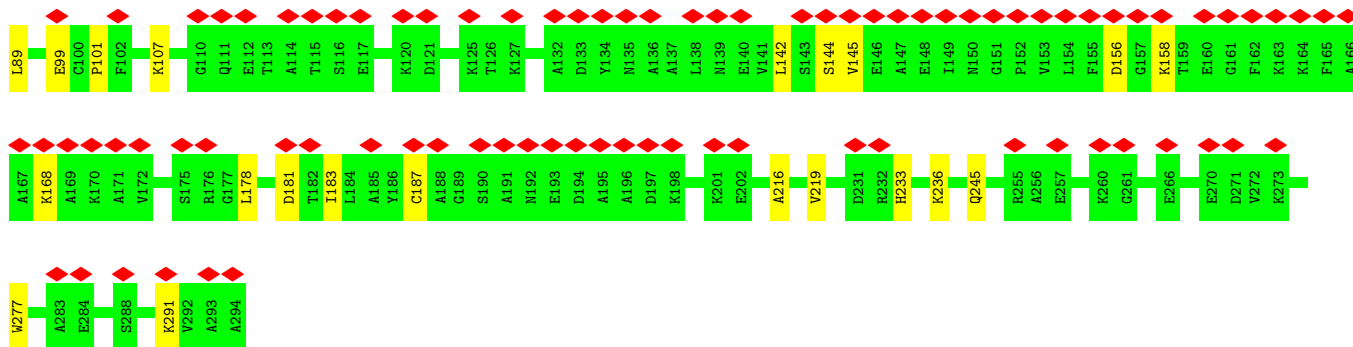 L89 E99 C100 P101 F102 K107 G110 Q111 E112 T113 A114 T115 S116 E117 K120 D121 K125 T126 K127 A132 D133 Y134 N135 A136 A137 L138 N139 E140 V141 L142 S143 S144 V145 E146 A147 E148 I149 N150 G151 P152 V153 L154 F155 D156 G157 K158 T159 E160 G161 F162 K163 K164 F165 A166
A167 K168 A169 K170 A171 V172 S175 R176 G177 L178 D181 T182 I183 L184 A185 Y186 C187 A188 G189 S190 A191 N192 E193 D194 A195 A196 D197 K198 K201 E202 A216 V219 D231 R232 H233 K236 Q245 R255 A256 E257 K260 G261 E266 E270 D271 V272 K273
W277 A283 E284 S288 K291 V292 A293 A294